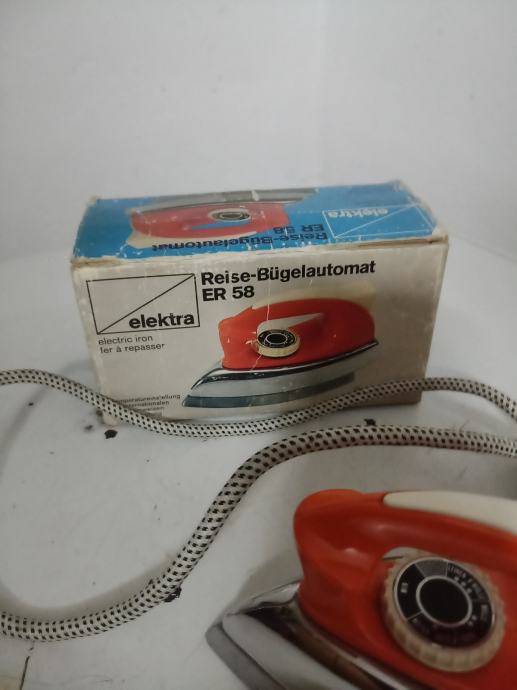 elektra
Reise-Bügelautomat
ER 58
Reise-Bügelautomat
ER 58
elektra
electric iron
fer à repasser